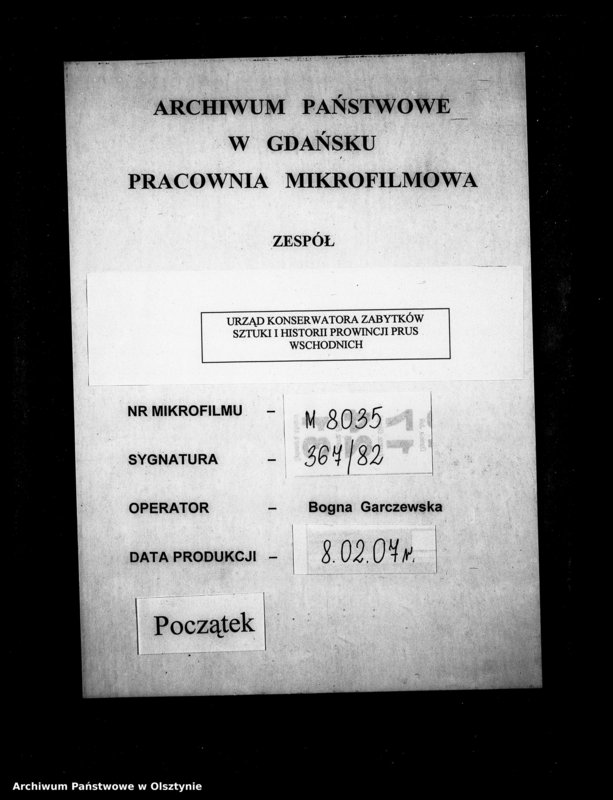 ARCHIWUM PAŃSTWOWE
W GDAŃSKU
PRACOWNIA MIKROFILMOWA
ZESPÓŁ
URZĄD KONSERWATORA ZABYTKÓW
SZTUKI I HISTORII PROWINCJI PRUS
WSCHODNICH
NR MIKROFILMU – M 8035
SYGNATURA – 367/82
OPERATOR – Bogna Garczewska
DATA PRODUKCJI – 8.02.07 r.
Początek
Archiwum Państwowe w Olsztynie